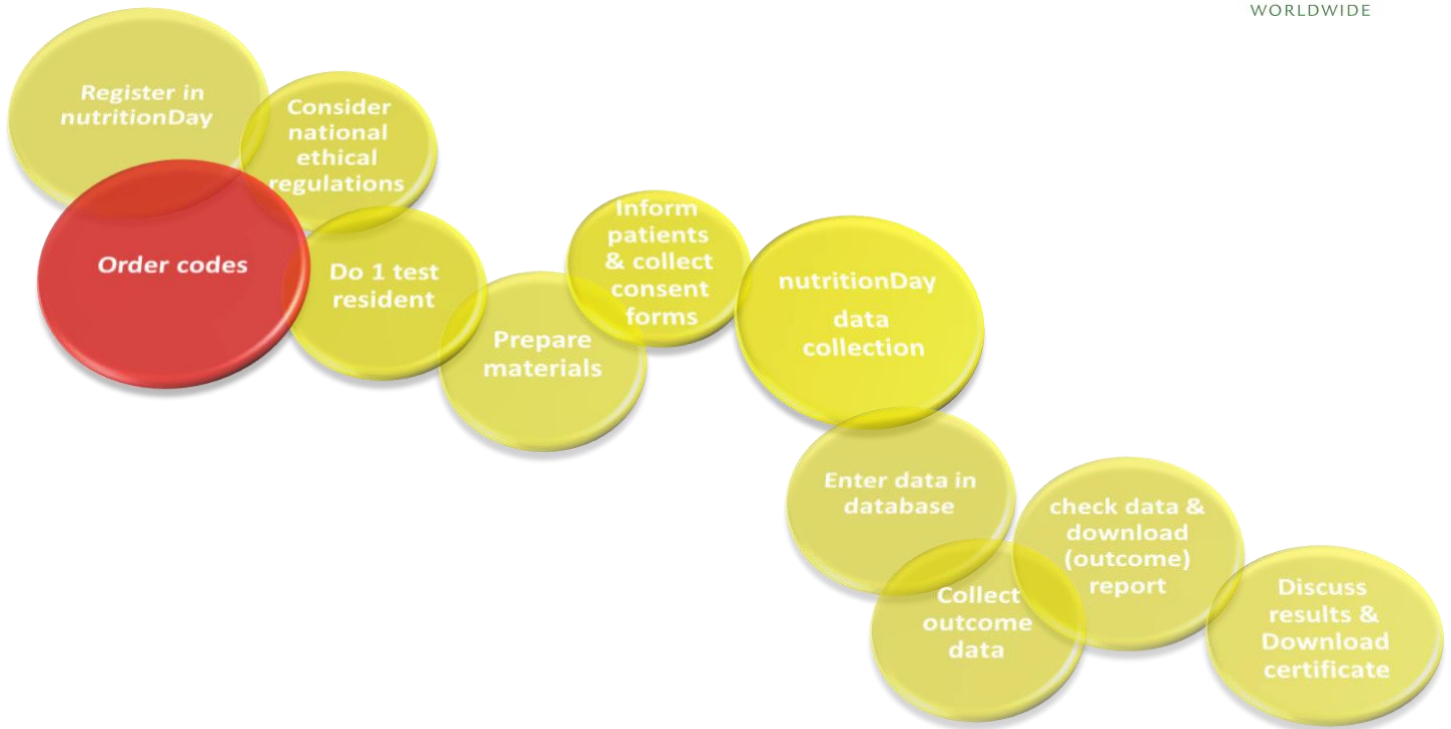 WORLDWIDE
Register in
nutritionDay
Consider
national
ethical
regulations
Order codes
Do 1 test
resident
Prepare
materials
Inform
patients
& collect
consent
forms
nutritionDay
data
collection
Enter data in
database
Collect
outcome
data
check data &
download
(outcome)
report
Discuss
results &
Download
certificate